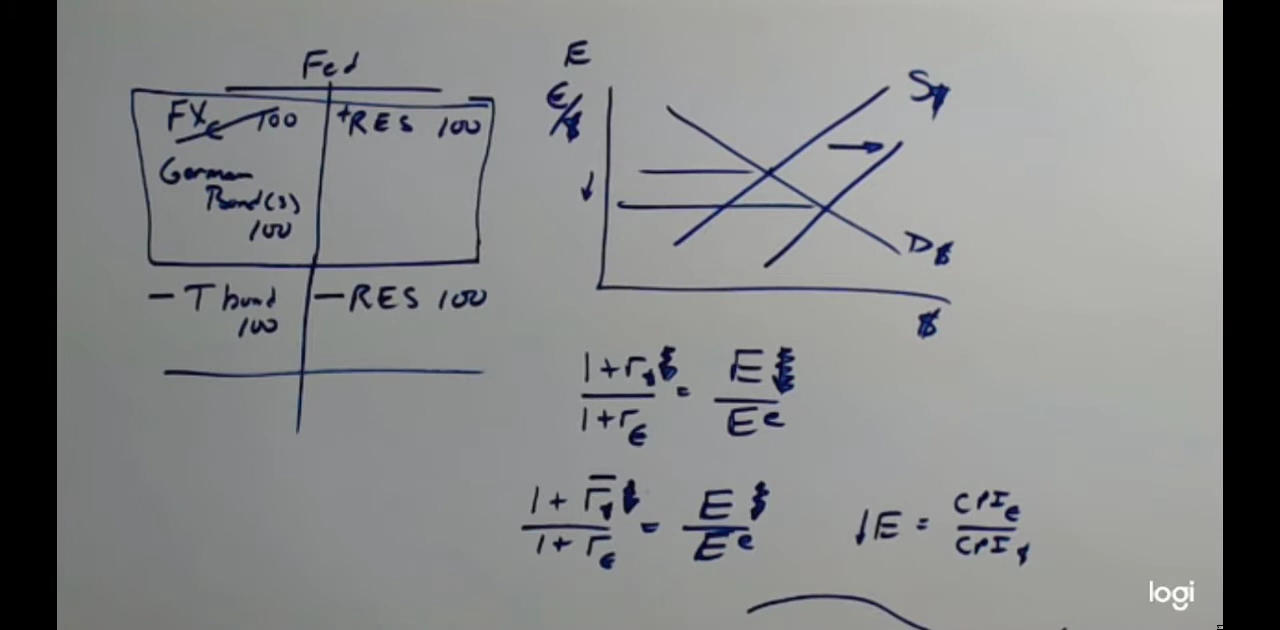 Fed
FX€ 100 +RES 100
German
Bond(s)
100
- T bond - RES 100
100
E
€/$
↓
S$
→
D$
$
1+r$↓ / 1+r€ = E↓ / Eᵉ
1+r̅$↓ / 1+r€ = E↓ / Eᵉ
↓E = CPI€ / CPI$
logi